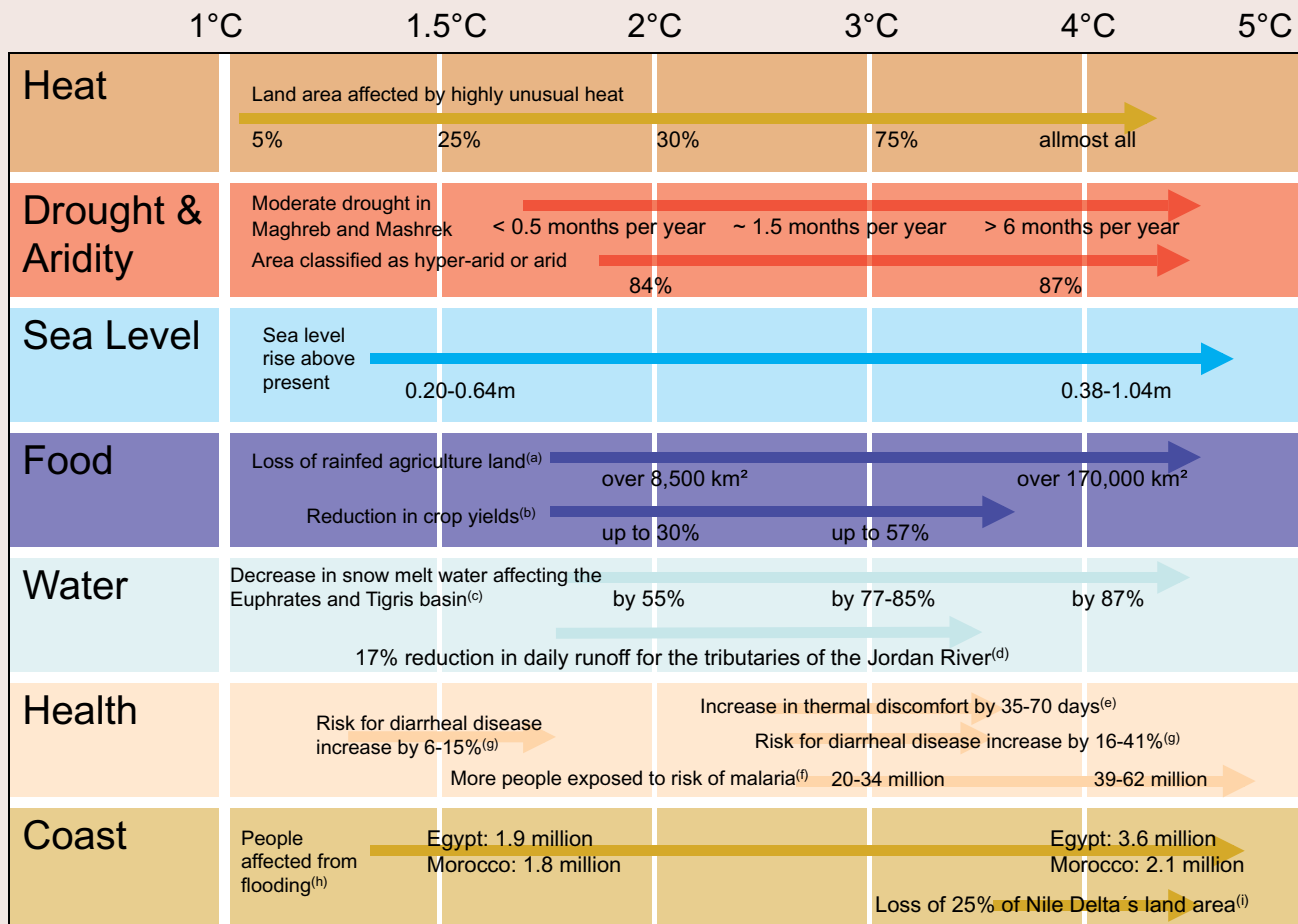 1°C 1.5°C 2°C 3°C 4°C 5°C
Heat
Land area affected by highly unusual heat
5% 25% 30% 75% allmost all
Drought &
Aridity
Moderate drought in
Maghreb and Mashrek
< 0.5 months per year ~ 1.5 months per year > 6 months per year
Area classified as hyper-arid or arid
84% 87%
Sea Level
Sea level
rise above
present
0.20-0.64m 0.38-1.04m
Food
Loss of rainfed agriculture land(a)
over 8,500 km² over 170,000 km²
Reduction in crop yields(b)
up to 30% up to 57%
Water
Decrease in snow melt water affecting the
Euphrates and Tigris basin(c)
by 55% by 77-85% by 87%
17% reduction in daily runoff for the tributaries of the Jordan River(d)
Health
Risk for diarrheal disease
increase by 6-15%(g)
Increase in thermal discomfort by 35-70 days(e)
Risk for diarrheal disease increase by 16-41%(g)
More people exposed to risk of malaria(f) 20-34 million 39-62 million
Coast
People
affected from
flooding(h)
Egypt: 1.9 million
Morocco: 1.8 million
Egypt: 3.6 million
Morocco: 2.1 million
Loss of 25% of Nile Delta´s land area(i)